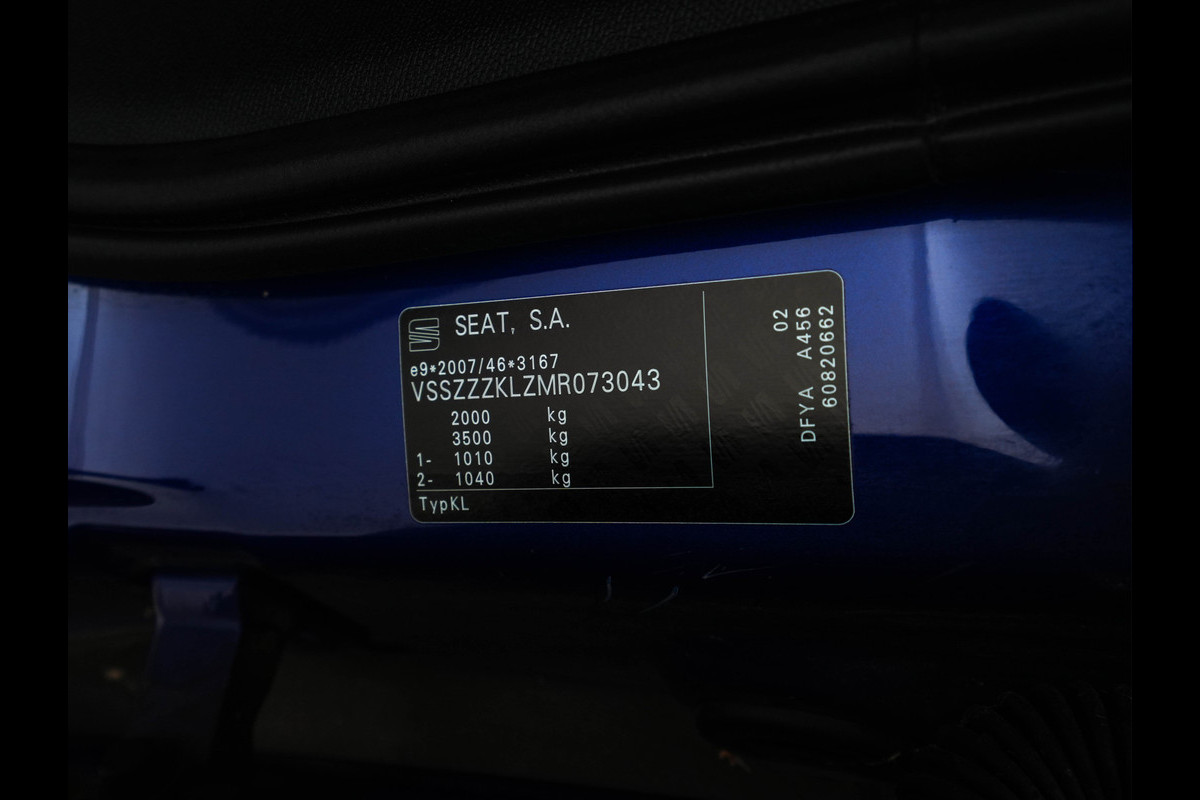 SEAT, S.A.
e9*2007/46*3167
VSSZZZKLZMR073043
2000 kg
3500 kg
1- 1010 kg
2- 1040 kg
TypKL
02
DFYA A456
60820662